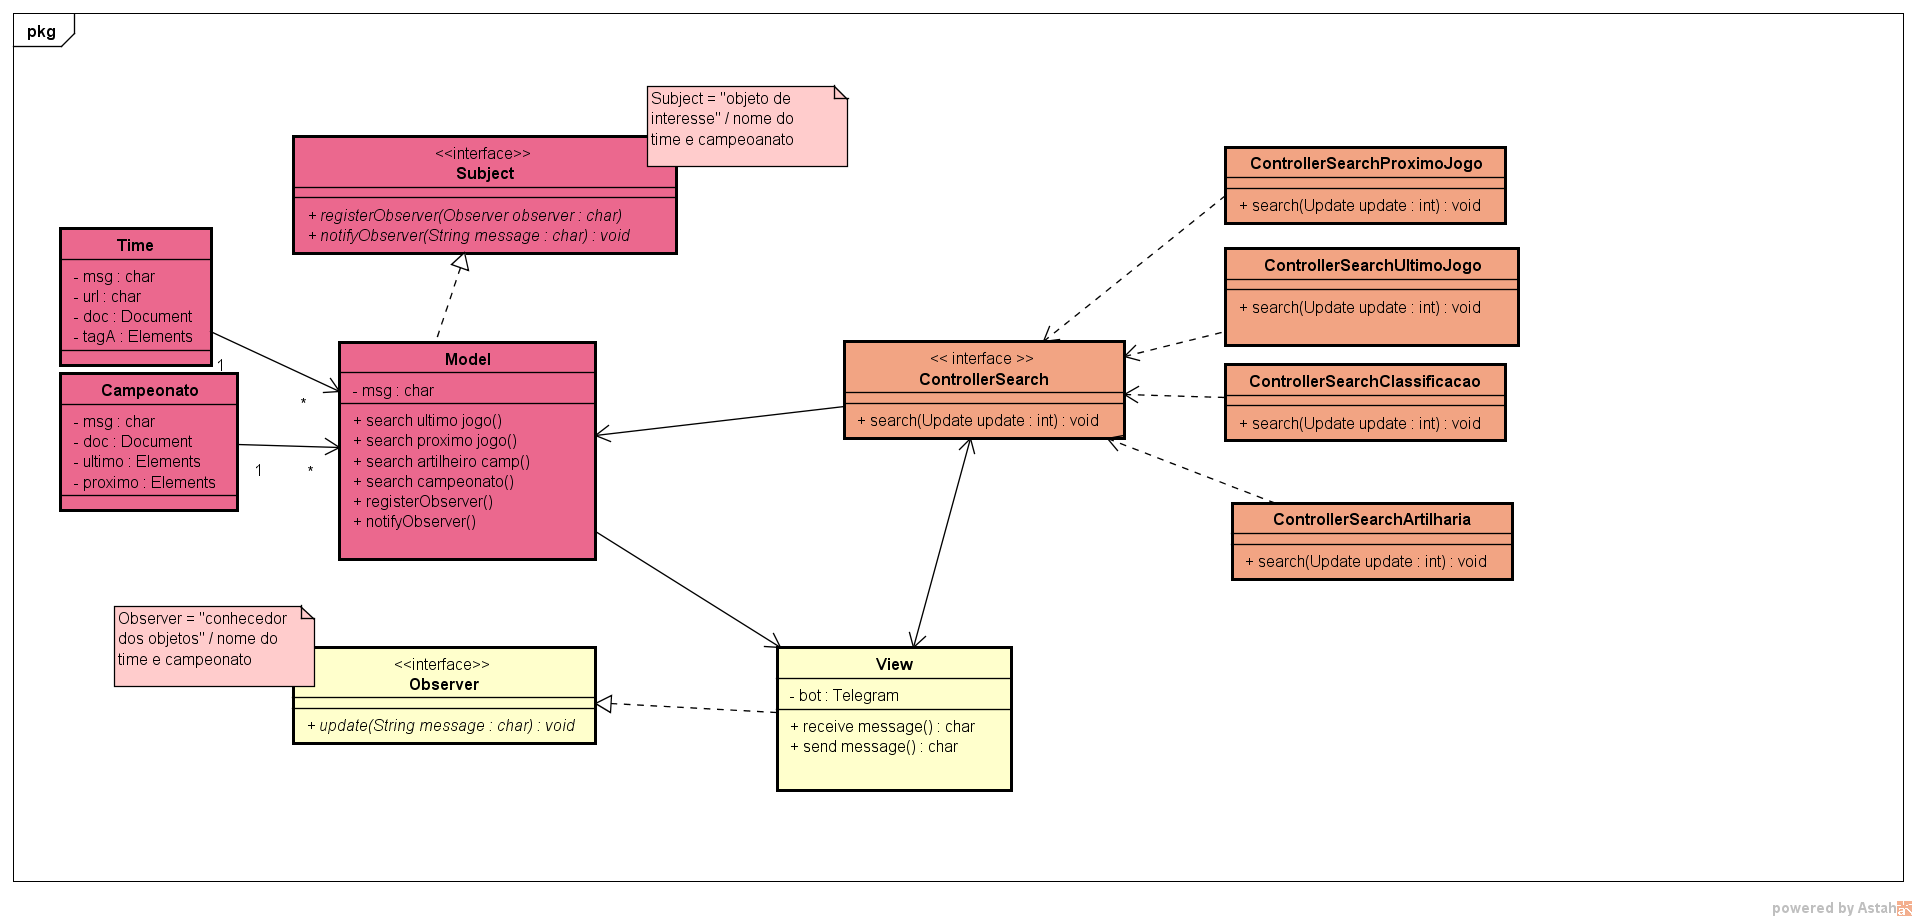 pkg
Subject = "objeto de
interesse" / nome do
time e campeoanato
<<interface>>
Subject
+ registerObserver(Observer observer : char)
+ notifyObserver(String message : char) : void
Time
- msg : char
- url : char
- doc : Document
- tagA : Elements
1
*
Campeonato
- msg : char
- doc : Document
- ultimo : Elements
- proximo : Elements
1
*
Model
- msg : char
+ search ultimo jogo()
+ search proximo jogo()
+ search artilheiro camp()
+ search campeonato()
+ registerObserver()
+ notifyObserver()
<< interface >>
ControllerSearch
+ search(Update update : int) : void
ControllerSearchProximoJogo
+ search(Update update : int) : void
ControllerSearchUltimoJogo
+ search(Update update : int) : void
ControllerSearchClassificacao
+ search(Update update : int) : void
ControllerSearchArtilharia
+ search(Update update : int) : void
Observer = "conhecedor
dos objetos" / nome do
time e campeonato
<<interface>>
Observer
+ update(String message : char) : void
View
- bot : Telegram
+ receive message() : char
+ send message() : char
powered by Astah